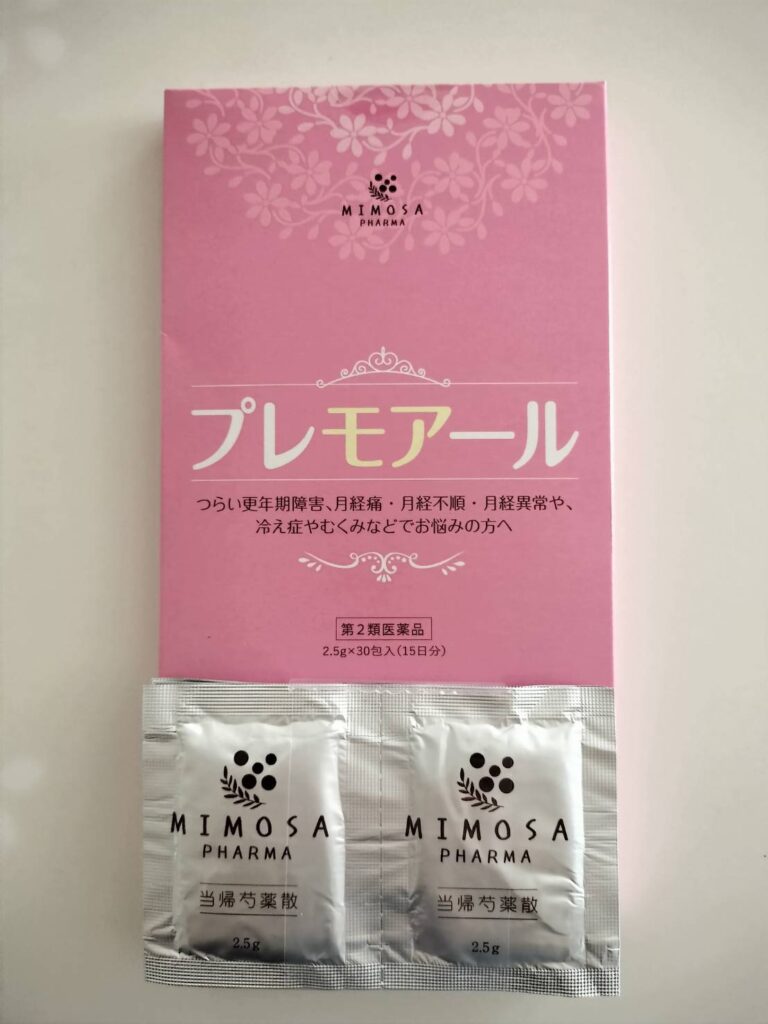 MIMOSA
PHARMA
プレモアール
つらい更年期障害、月経痛・月経不順・月経異常や、
冷え症やむくみなどでお悩みの方へ
第2類医薬品
2.5g×30包入(15日分)
MIMOSA
PHARMA
当帰芍薬散
2.5g
MIMOSA
PHARMA
当帰芍薬散
2.5g